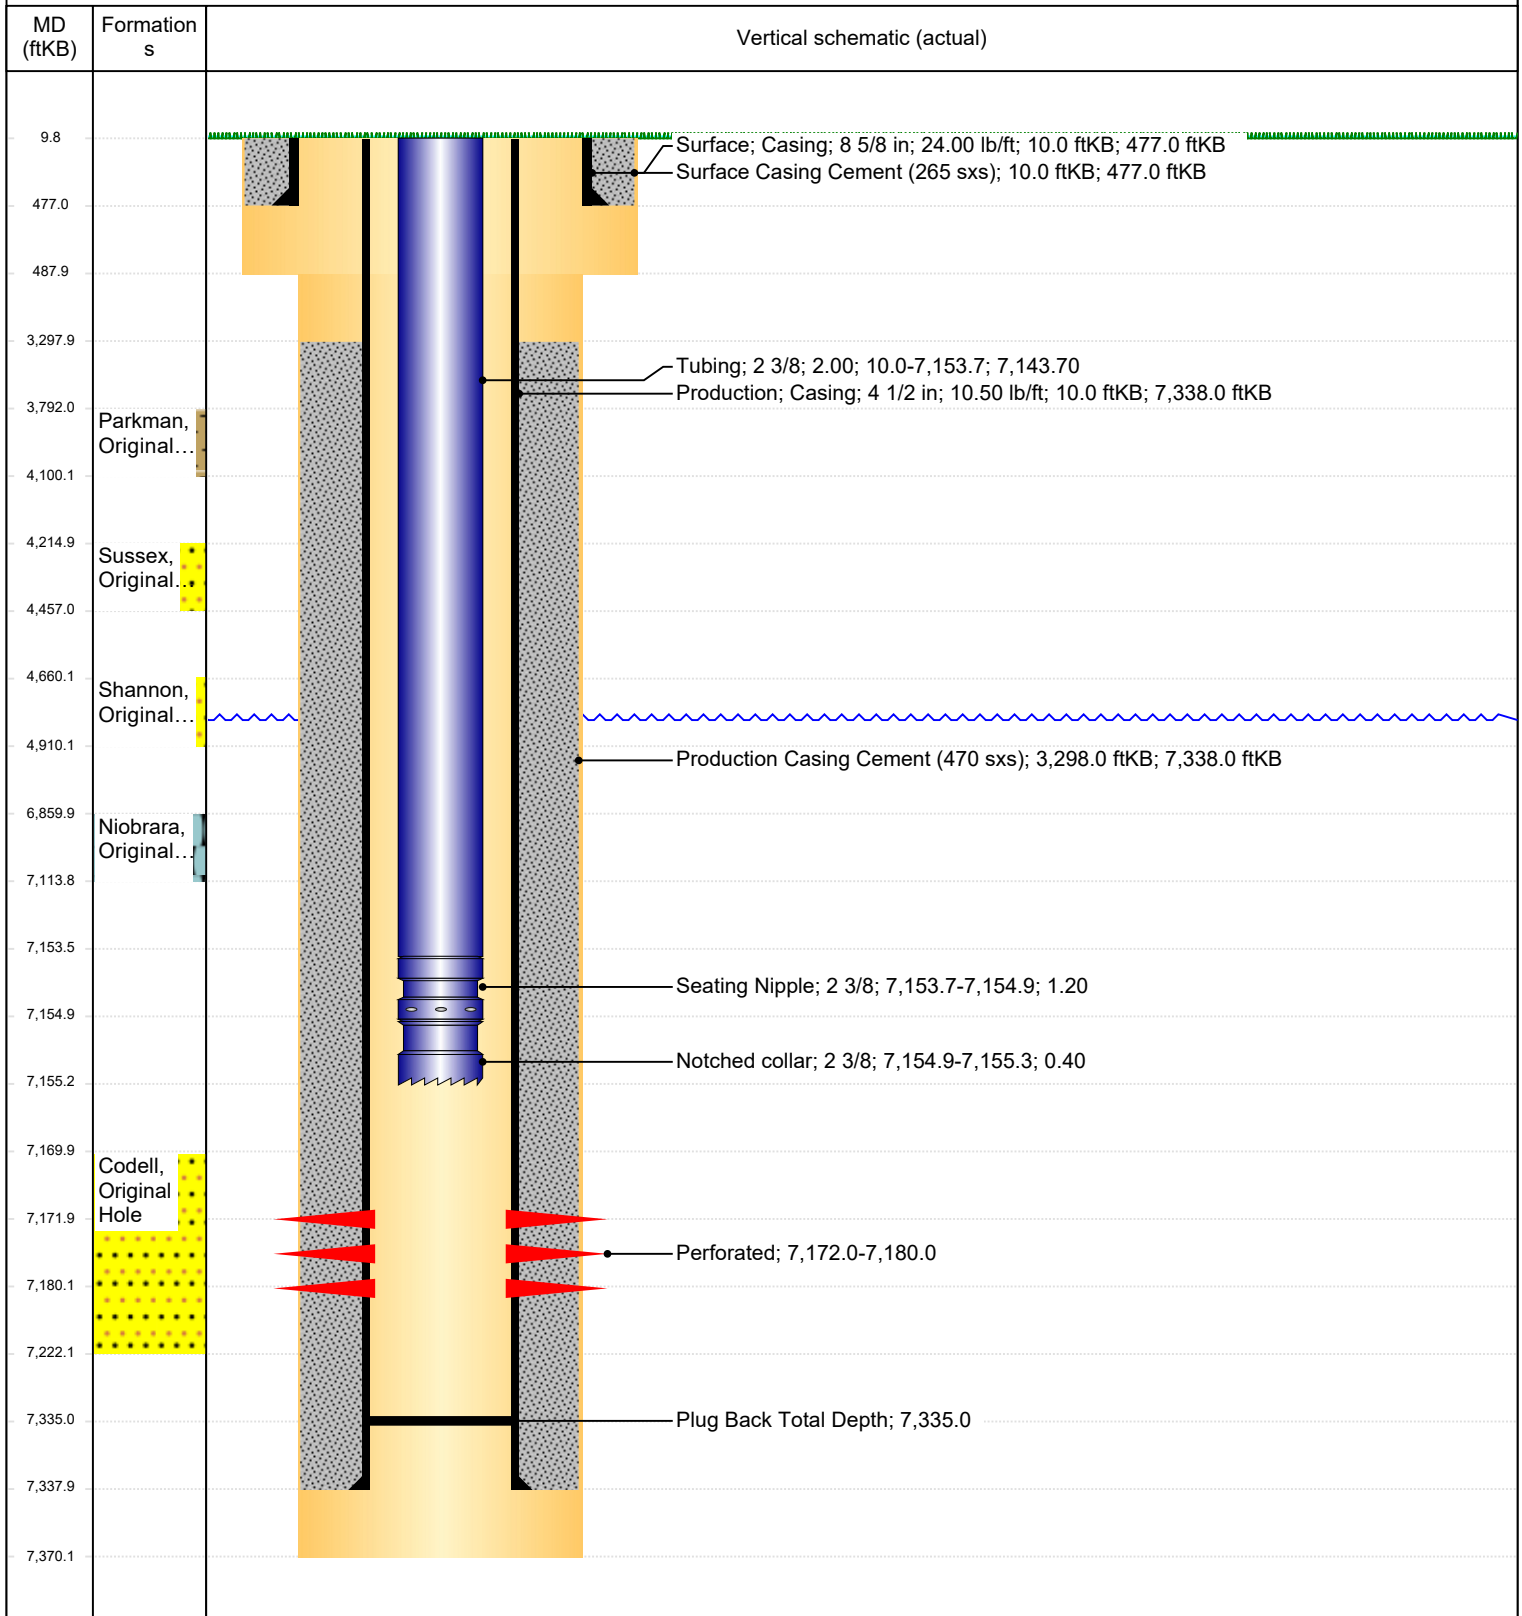 MD
(ftKB)
Formation
s
Vertical schematic (actual)
9.8
Surface; Casing; 8 5/8 in; 24.00 lb/ft; 10.0 ftKB; 477.0 ftKB
Surface Casing Cement (265 sxs); 10.0 ftKB; 477.0 ftKB
477.0
487.9
3,297.9
Tubing; 2 3/8; 2.00; 10.0-7,153.7; 7,143.70
Production; Casing; 4 1/2 in; 10.50 lb/ft; 10.0 ftKB; 7,338.0 ftKB
3,792.0
Parkman,
Original...
4,100.1
4,214.9
Sussex,
Original...
4,457.0
4,660.1
Shannon,
Original...
4,910.1
Production Casing Cement (470 sxs); 3,298.0 ftKB; 7,338.0 ftKB
6,859.9
Niobrara,
Original...
7,113.8
7,153.5
Seating Nipple; 2 3/8; 7,153.7-7,154.9; 1.20
7,154.9
Notched collar; 2 3/8; 7,154.9-7,155.3; 0.40
7,155.2
7,169.9
Codell,
Original
Hole
7,171.9
Perforated; 7,172.0-7,180.0
7,180.1
7,222.1
7,335.0
Plug Back Total Depth; 7,335.0
7,337.9
7,370.1